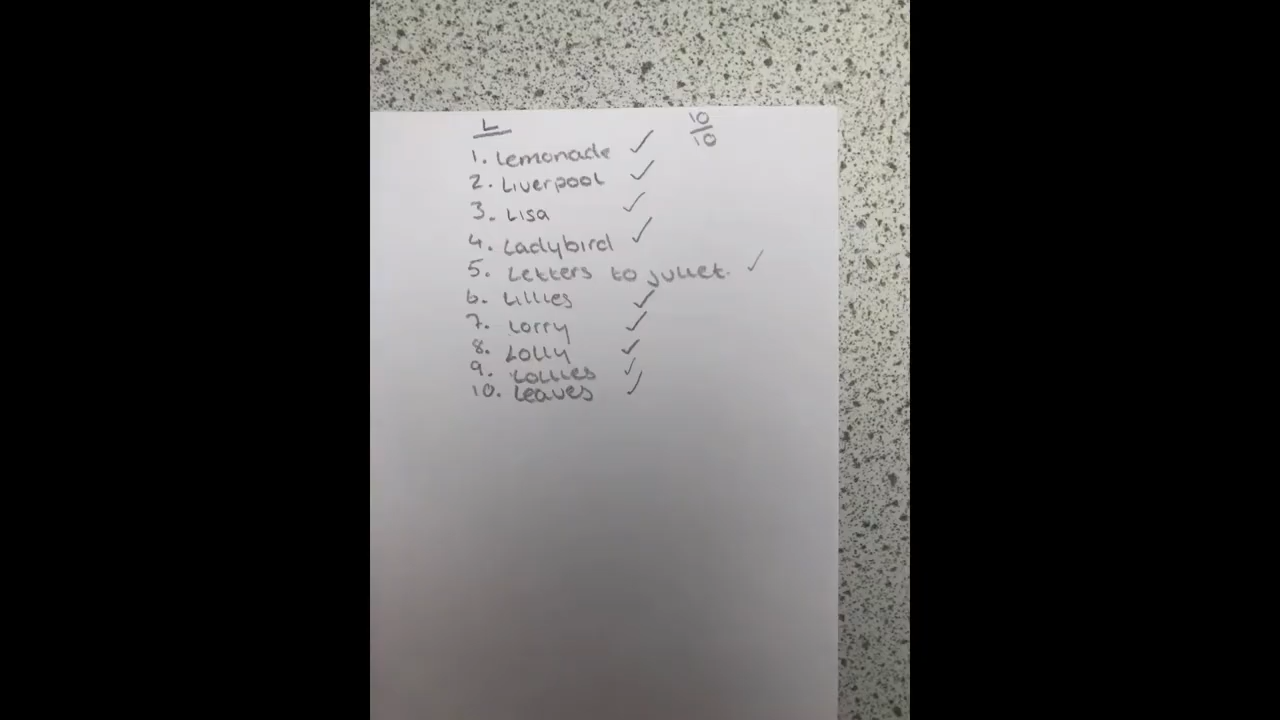 L
10
10
1. Lemonade ✓
2. Liverpool ✓
3. Lisa ✓
4. Ladybird ✓
5. Letters to juliet. ✓
6. Lillies ✓
7. Lorry ✓
8. Lolly ✓
9. Lollies ✓
10. Leaves ✓